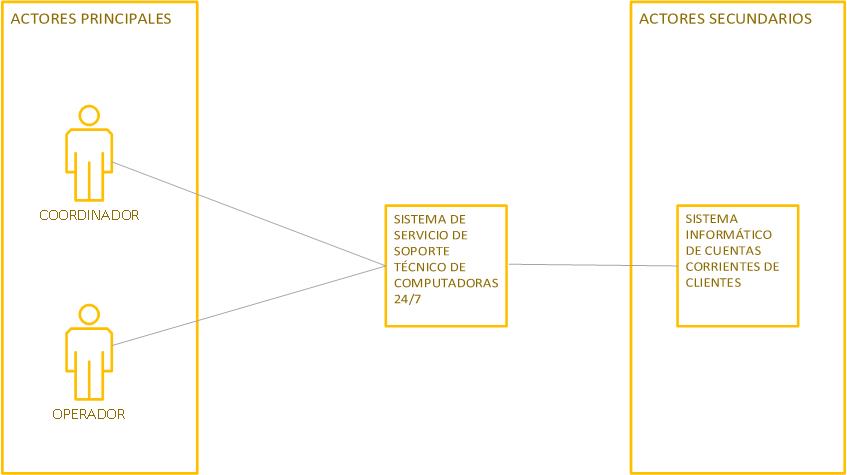 ACTORES PRINCIPALES
ACTORES SECUNDARIOS
COORDINADOR
SISTEMA DE
SERVICIO DE
SOPORTE
TÉCNICO DE
COMPUTADORAS
24/7
SISTEMA
INFORMÁTICO
DE CUENTAS
CORRIENTES DE
CLIENTES
OPERADOR